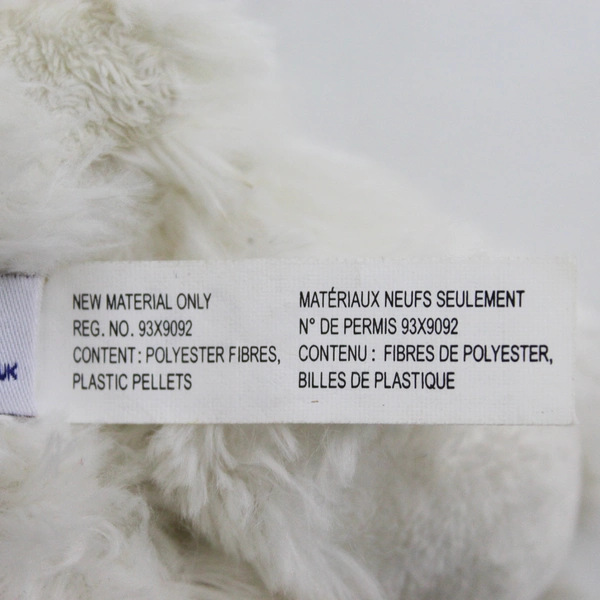 UK
NEW MATERIAL ONLY
REG. NO. 93X9092
CONTENT: POLYESTER FIBRES,
PLASTIC PELLETS
MATÉRIAUX NEUFS SEULEMENT
N° DE PERMIS 93X9092
CONTENU : FIBRES DE POLYESTER,
BILLES DE PLASTIQUE